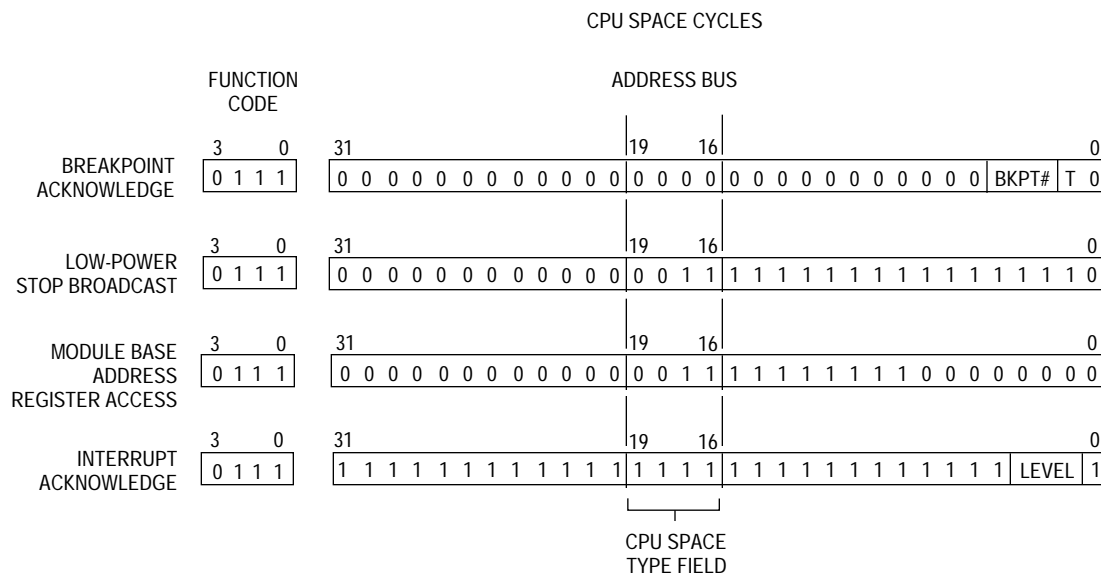 CPU SPACE CYCLES
FUNCTION
CODE
ADDRESS BUS
BREAKPOINT
ACKNOWLEDGE
3 0 31 19 16 0
0 1 1 1 0 0 0 0 0 0 0 0 0 0 0 0 0 0 0 0 0 0 0 0 0 0 0 0 0 0 0 BKPT# T 0
LOW-POWER
STOP BROADCAST
3 0 31 19 16 0
0 1 1 1 0 0 0 0 0 0 0 0 0 0 0 0 0 0 1 1 1 1 1 1 1 1 1 1 1 1 1 1 1 1 1 0
MODULE BASE
ADDRESS
REGISTER ACCESS
3 0 31 19 16 0
0 1 1 1 0 0 0 0 0 0 0 0 0 0 0 0 0 0 1 1 1 1 1 1 1 1 1 1 0 0 0 0 0 0 0 0
INTERRUPT
ACKNOWLEDGE
3 0 31 19 16 0
0 1 1 1 1 1 1 1 1 1 1 1 1 1 1 1 1 1 1 1 1 1 1 1 1 1 1 1 1 1 1 1 LEVEL 1
CPU SPACE
TYPE FIELD